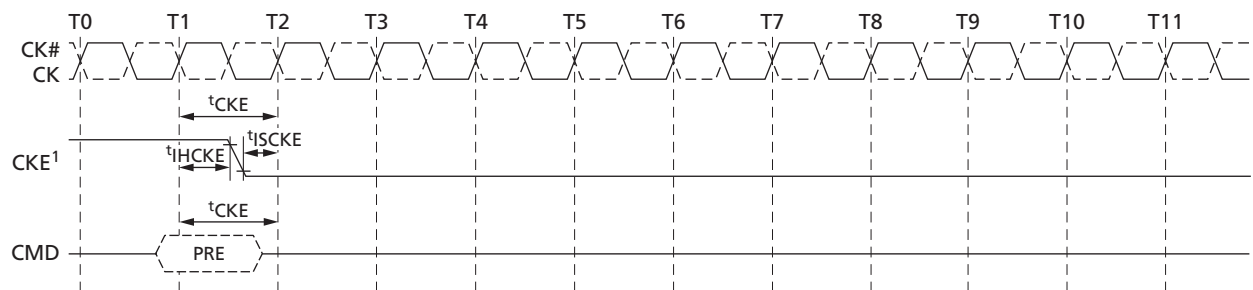 T0 T1 T2 T3 T4 T5 T6 T7 T8 T9 T10 T11
CK#
CK
tCKE
tISCKE
CKE1
tIHCKE
tCKE
CMD
PRE